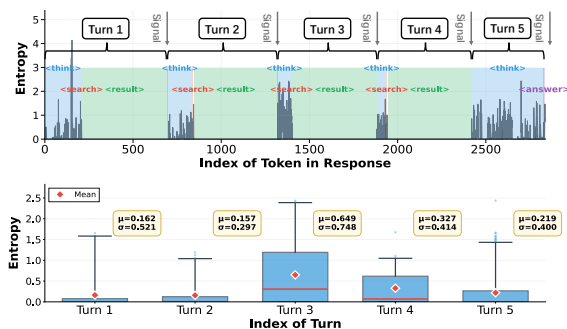 Turn 1 Turn 2 Turn 3 Turn 4 Turn 5
Signal Signal Signal Signal Signal
<think> <think> <think> <think> <think>
<search> <result> <search> <result> <search> <result> <search> <result> <answer>
Entropy
5
4
3
2
1
0
0 500 1000 1500 2000 2500
Index of Token in Response
Mean
μ=0.162
σ=0.521
μ=0.157
σ=0.297
μ=0.649
σ=0.748
μ=0.327
σ=0.414
μ=0.219
σ=0.400
Entropy
2.5
2.0
1.5
1.0
0.5
0.0
Turn 1 Turn 2 Turn 3 Turn 4 Turn 5
Index of Turn